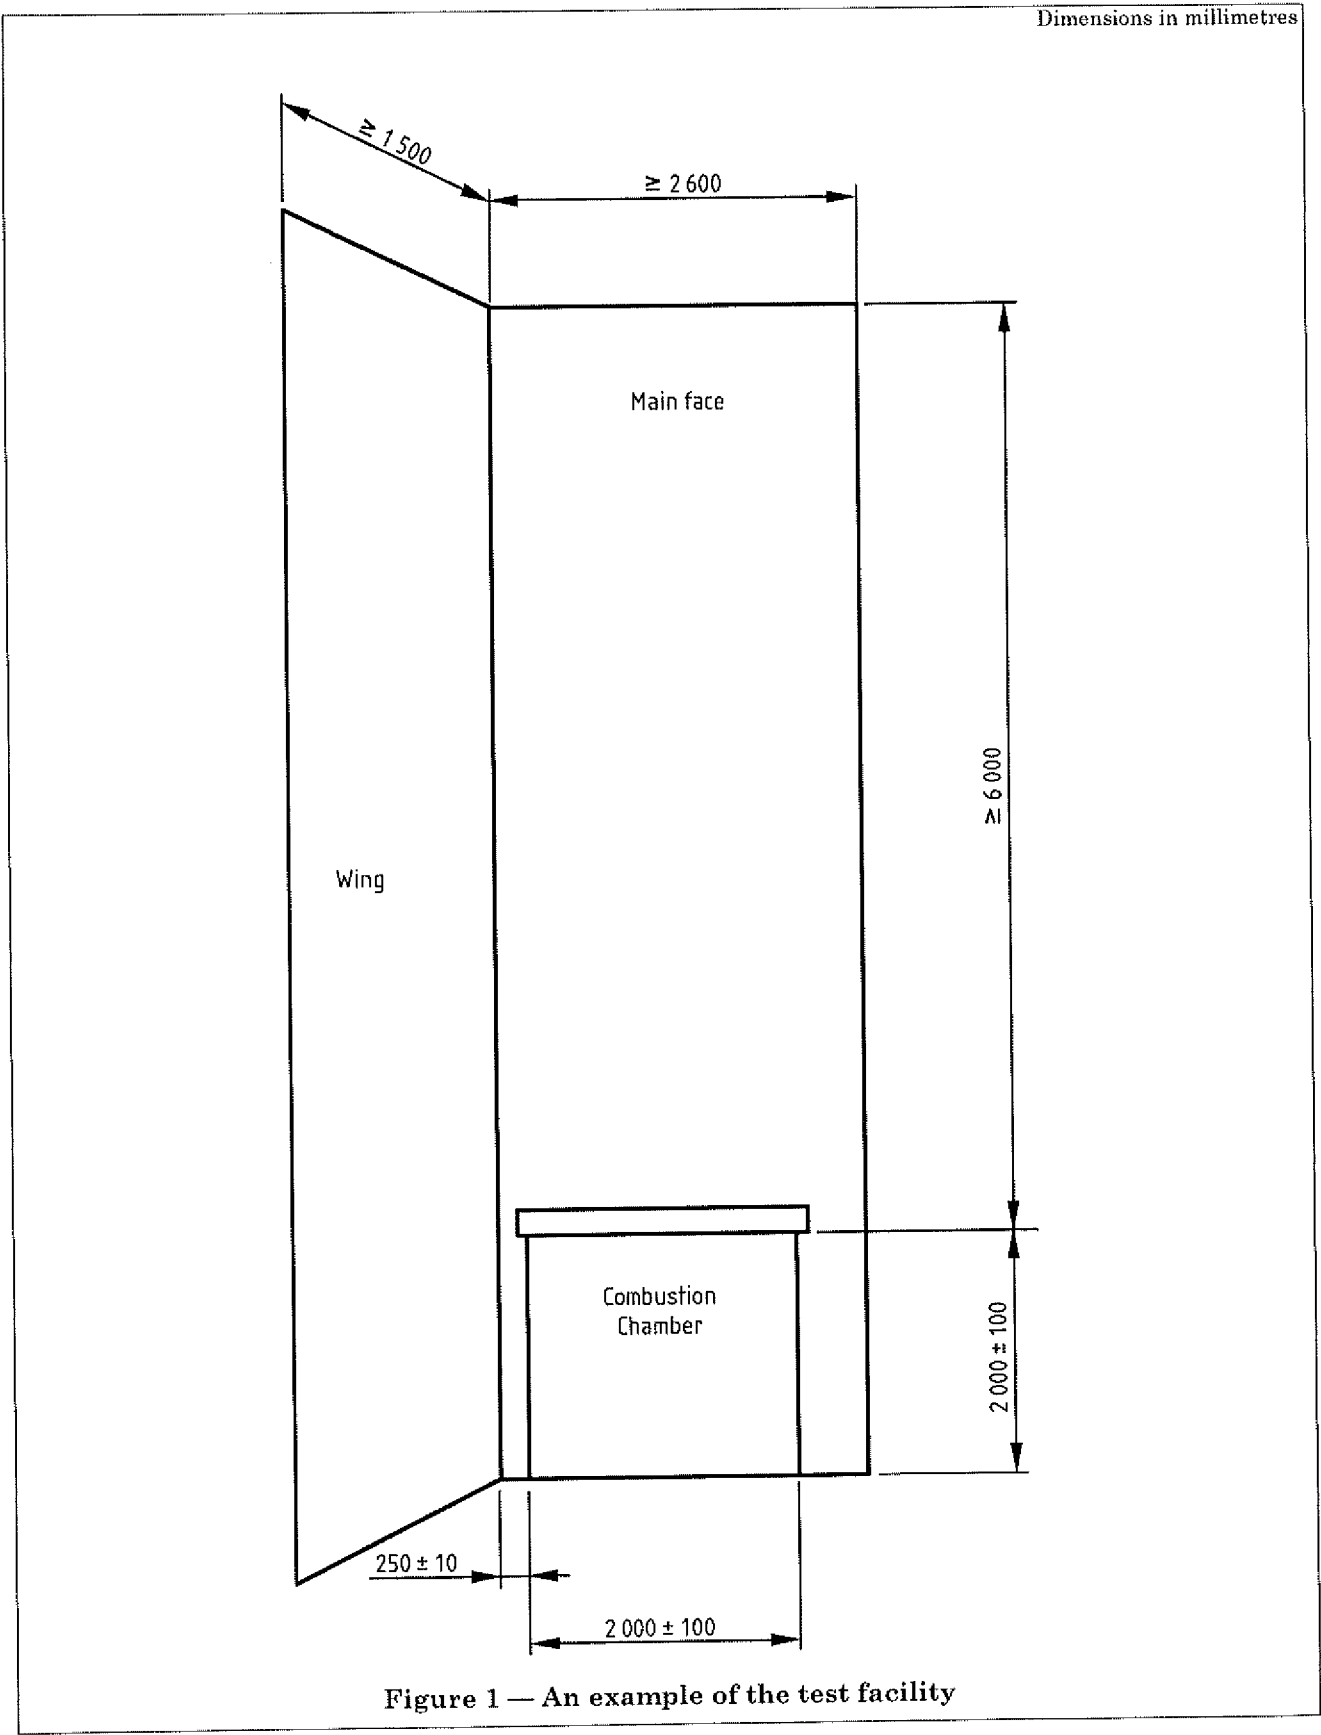 Dimensions in millimetres
≥ 1 500
≥ 2 600
Main face
≥ 6 000
Wing
Combustion
Chamber
2 000 ± 100
250 ± 10
2 000 ± 100
Figure 1 — An example of the test facility